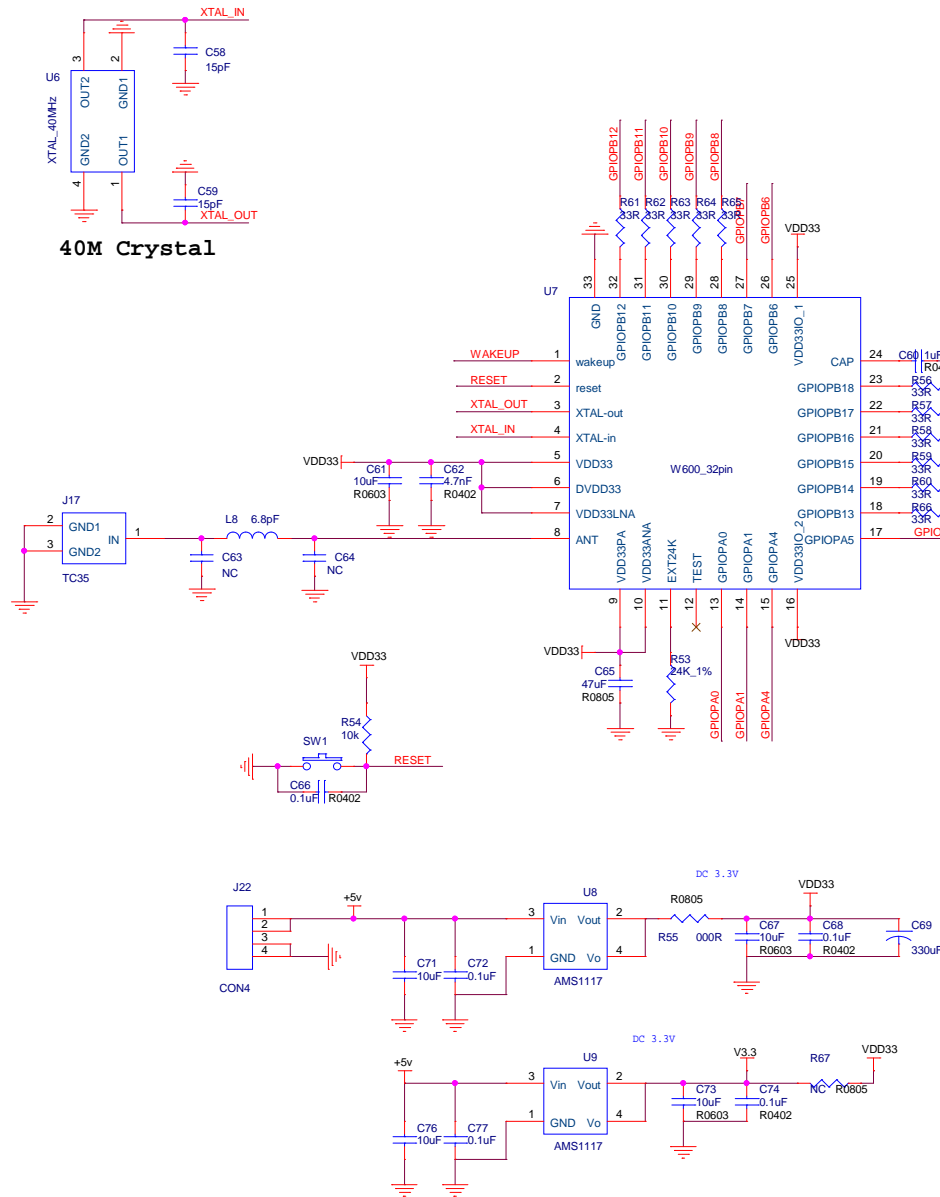 XTAL_IN
C58
15pF
3
2
U6
OUT2
GND1
XTAL_40MHz
GND2
OUT1
4
1
C59
15pF
XTAL_OUT
40M Crystal
GPIOPB12
GPIOPB11
GPIOPB10
GPIOPB9
GPIOPB8
GPIOPB7
GPIOPB6
R61 R62 R63 R64 R65
33R 33R 33R 33R 33R
VDD33
33 32 31 30 29 28 27 26 25
U7
GND
GPIOPB12
GPIOPB11
GPIOPB10
GPIOPB9
GPIOPB8
GPIOPB7
GPIOPB6
VDD33IO_1
WAKEUP 1 wakeup
RESET 2 reset
XTAL_OUT 3 XTAL-out
XTAL_IN 4 XTAL-in
VDD33 5 VDD33
6 DVDD33
7 VDD33LNA
8 ANT
W600_32pin
CAP 24 C60 1uF
GPIOPB18 23 R56
33R
GPIOPB17 22 R57
33R
GPIOPB16 21 R58
33R
GPIOPB15 20 R59
33R
GPIOPB14 19 R60
33R
GPIOPB13 18 R66
33R
GPIOPA5 17
C61
10uF
R0603
C62
4.7nF
R0402
J17
2 GND1
3 GND2
IN 1
TC35
L8 6.8pF
C63
NC
C64
NC
VDD33PA
VDD33ANA
EXT24K
TEST
GPIOPA0
GPIOPA1
GPIOPA4
VDD33IO_2
9 10 11 12 13 14 15 16
VDD33
VDD33
C65
47uF
R0805
R53
24K_1%
GPIOPA0
GPIOPA1
GPIOPA4
VDD33
R54
10k
SW1
RESET
C66
0.1uF R0402
DC 3.3V
J22
1
2
3
4
CON4
+5v
C71
10uF
C72
0.1uF
U8
3 Vin Vout 2
1 GND Vo 4
AMS1117
R0805
R55 000R
VDD33
C67
10uF
R0603
C68
0.1uF
R0402
C69
330uF
DC 3.3V
+5v
C76
10uF
C77
0.1uF
U9
3 Vin Vout 2
1 GND Vo 4
AMS1117
V3.3
C73
10uF
R0603
C74
0.1uF
R0402
R67
NC R0805
VDD33